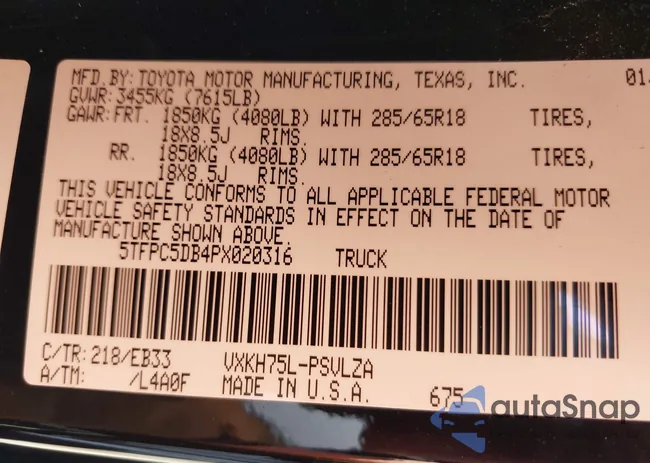 MFD.BY: TOYOTA MOTOR MANUFACTURING, TEXAS, INC. 01
GVWR: 3455KG (7615LB)
GAWR: FRT. 1850KG (4080LB) WITH 285/65R18 TIRES,
18X8.5J RIMS.
RR. 1850KG (4080LB) WITH 285/65R18 TIRES,
18X8.5J RIMS.
THIS VEHICLE CONFORMS TO ALL APPLICABLE FEDERAL MOTOR
VEHICLE SAFETY STANDARDS IN EFFECT ON THE DATE OF
MANUFACTURE SHOWN ABOVE.
5TFPC5DB4PX020316 TRUCK
C/TR: 218/EB33 VXKH75L-PSVLZA
A/TM: /L4A0F MADE IN U.S.A. 675
autoSnap